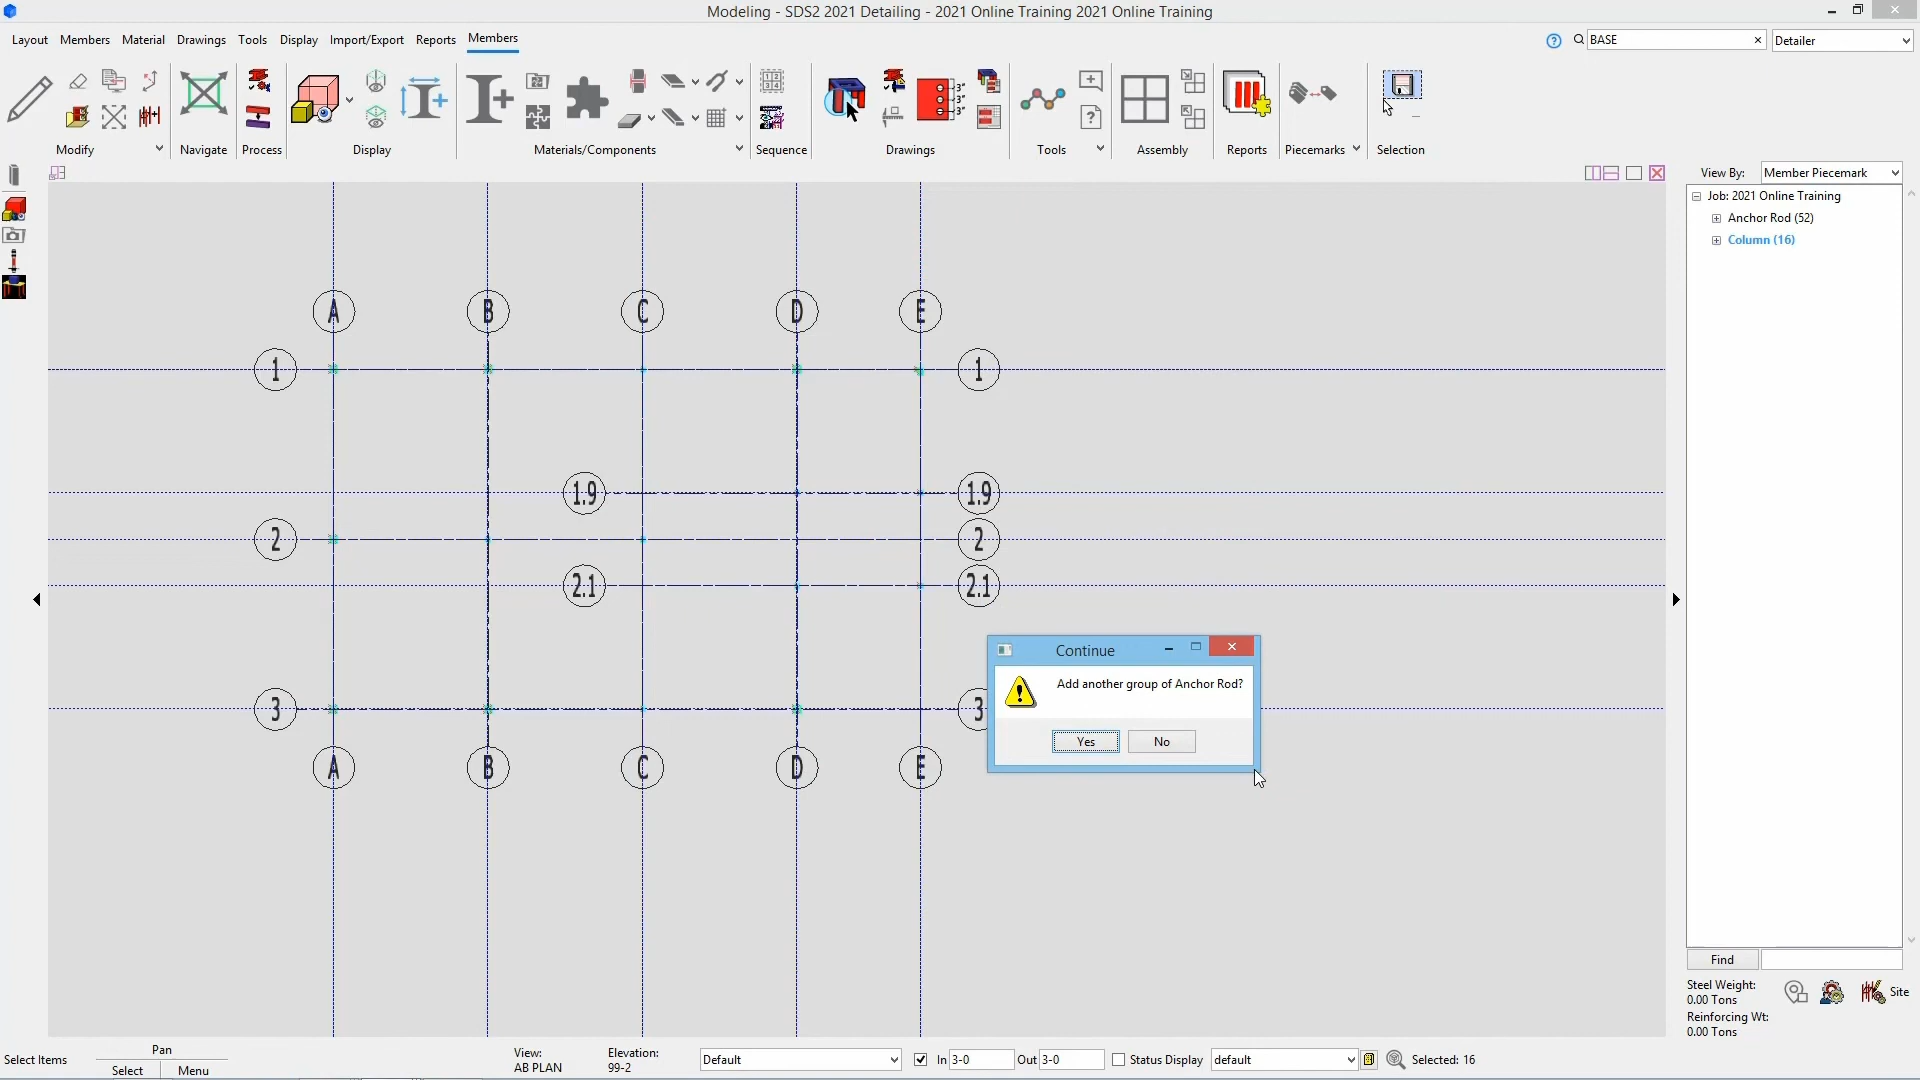 Modeling - SDS2 2021 Detailing - 2021 Online Training 2021 Online Training
Layout Members Material Drawings Tools Display Import/Export Reports Members
BASE
Detailer
3"
3"
3"
Modify Navigate Process Display Materials/Components Sequence Drawings Tools Assembly Reports Piecemarks Selection
View By: Member Piecemark
Job: 2021 Online Training
Anchor Rod (52)
Column (16)
A B C D E
1 1
1.9 1.9
2 2
2.1 2.1
Continue
Add another group of Anchor Rod?
Yes No
3 3
A B C D E
Find
Steel Weight:
0.00 Tons
Site
Reinforcing Wt:
0.00 Tons
Select Items
Pan
Select Menu
View:
AB PLAN
Elevation:
99-2
Default
In 3-0 Out 3-0
Status Display default
Selected: 16